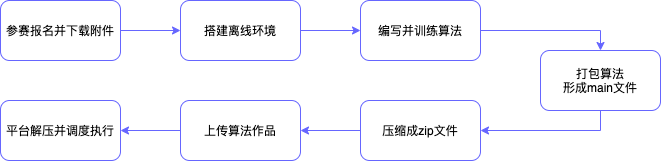 参赛报名并下载附件
搭建离线环境
编写并训练算法
打包算法
形成main文件
压缩成zip文件
上传算法作品
平台解压并调度执行